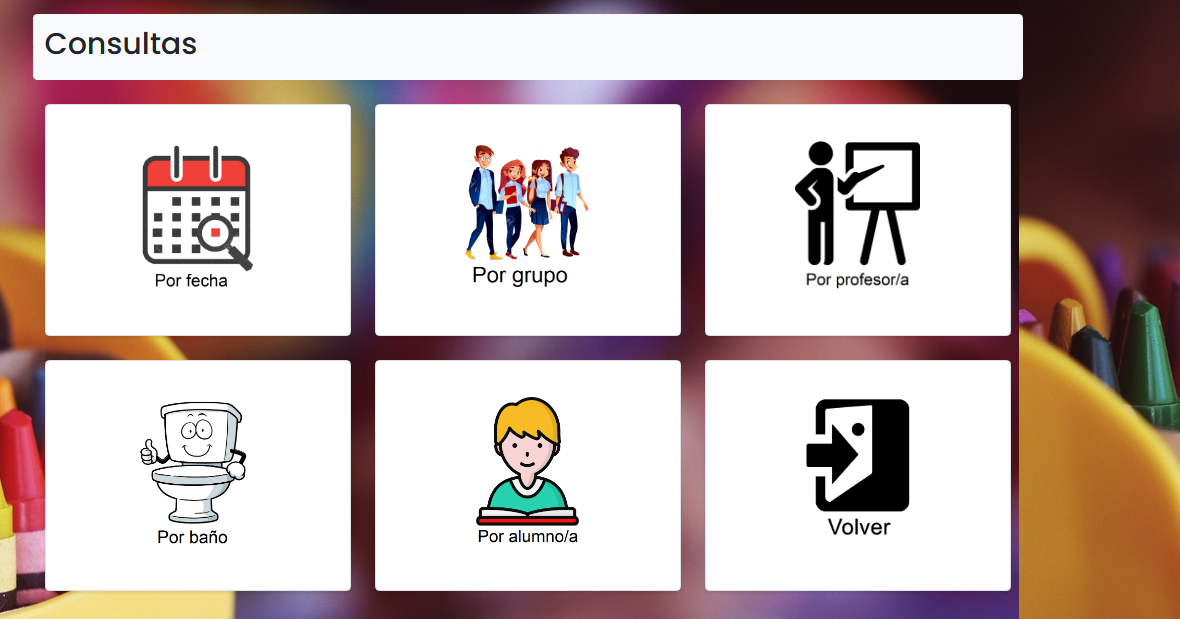 Consultas
Por fecha
Por grupo
Por profesor/a
Por baño
Por alumno/a
Volver